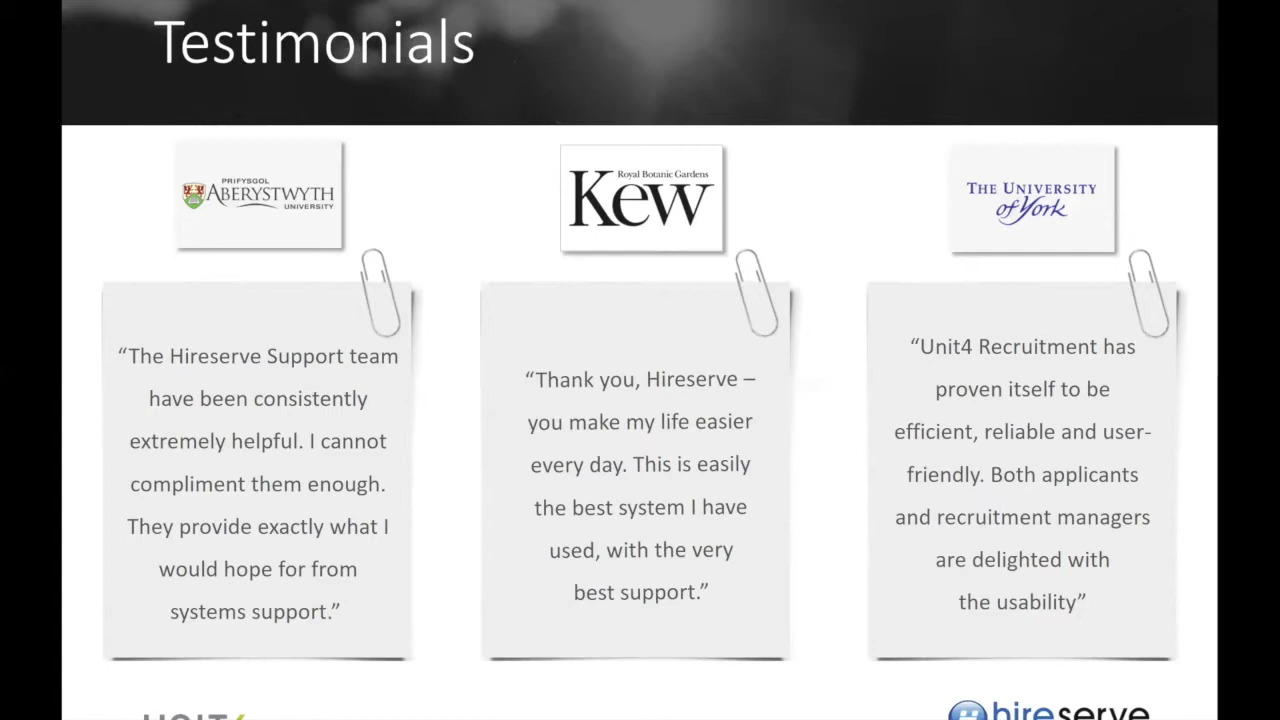 Testimonials
PRIFYSGOL
ABERYSTWYTH
UNIVERSITY
Royal Botanic Gardens
Kew
THE UNIVERSITY
of York
“The Hireserve Support team
have been consistently
extremely helpful. I cannot
compliment them enough.
They provide exactly what I
would hope for from
systems support.”
“Thank you, Hireserve –
you make my life easier
every day. This is easily
the best system I have
used, with the very
best support.”
“Unit4 Recruitment has
proven itself to be
efficient, reliable and user-
friendly. Both applicants
and recruitment managers
are delighted with
the usability”
UNIT4
hireserve